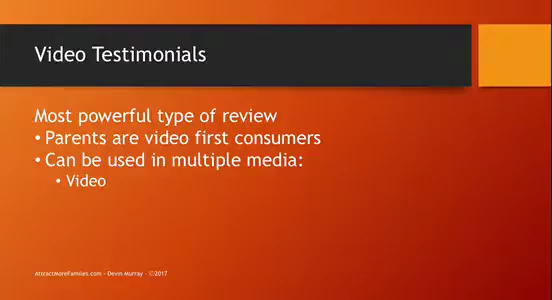 Video Testimonials
Most powerful type of review
• Parents are video first consumers
• Can be used in multiple media:
• Video
AttractMoreFamilies.com - Devin Murray - ©2017